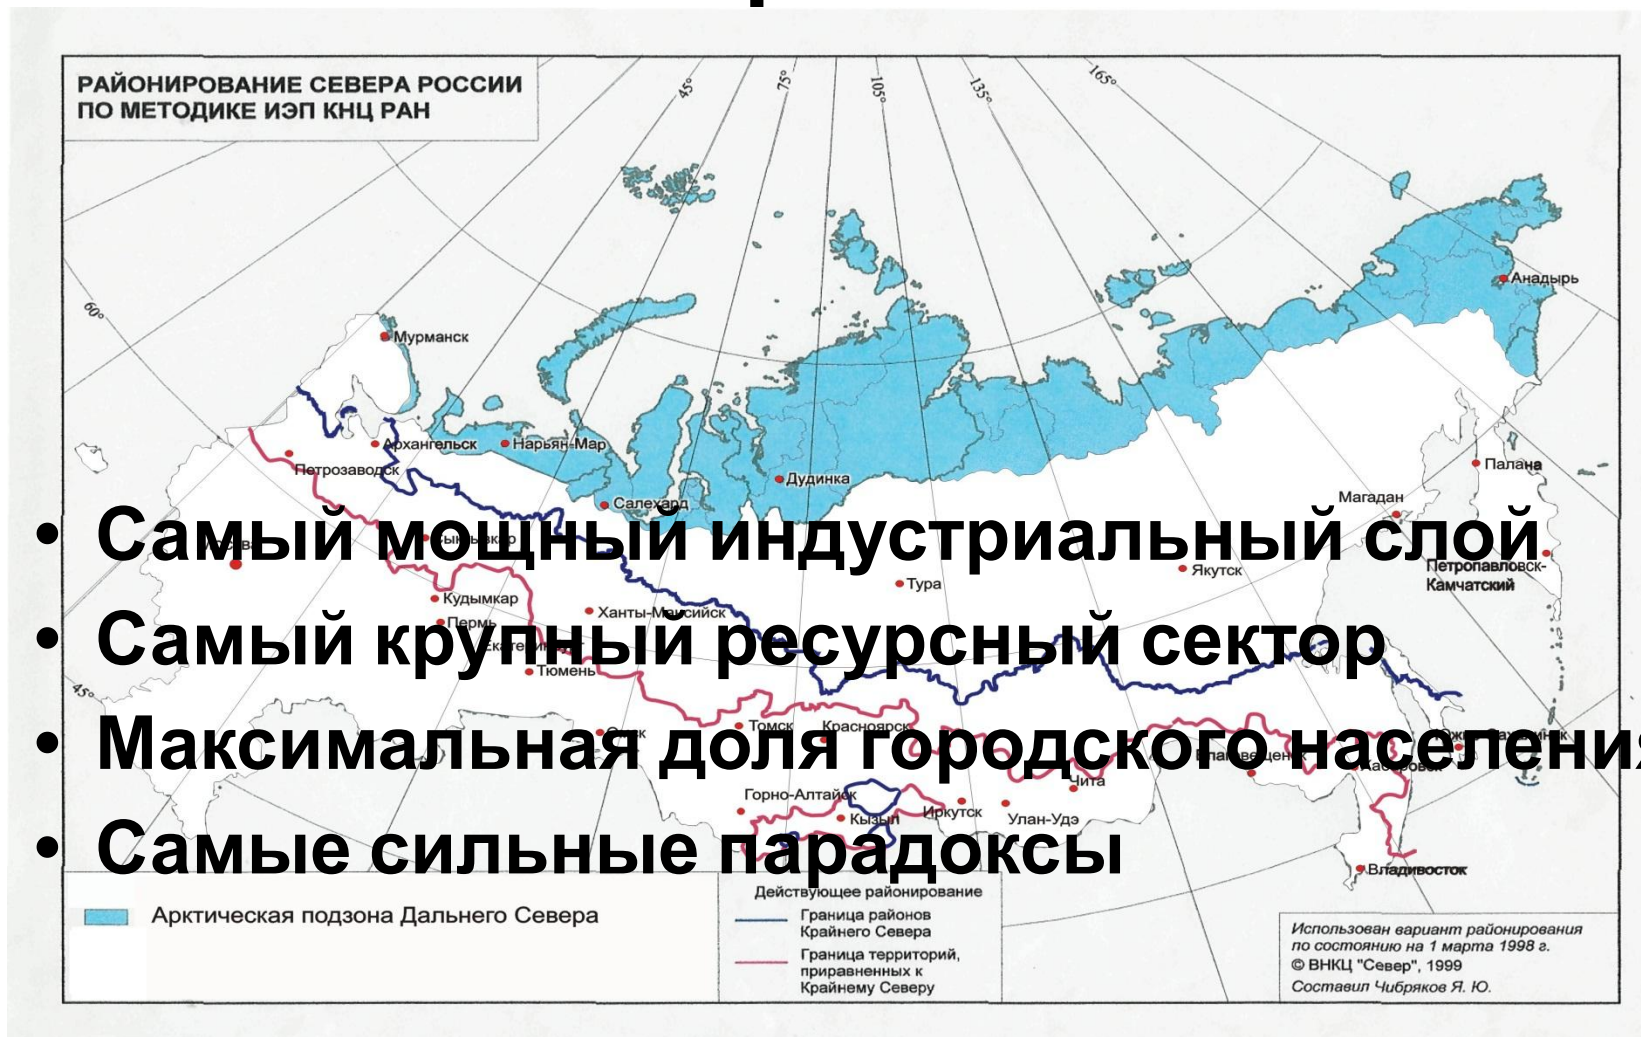 РАЙОНИРОВАНИЕ СЕВЕРА РОССИИ
ПО МЕТОДИКЕ ИЭП КНЦ РАН
45°
75°
105°
135°
165°
60°
45°
Анадырь
Мурманск
Архангельск
Нарьян-Мар
Петрозаводск
Дудинка
Салехард
Палана
Магадан
• Самый мощный индустриальный слой
Петропавловск-
Камчатский
Якутск
Тура
Кудымкар
Ханты-Мансийск
Пермь
• Самый крупный ресурсный сектор
Тюмень
Томск
Красноярск
• Максимальная доля городского населени
Чита
Горно-Алтайск
Кызыл
Иркутск
Улан-Удэ
• Самые сильные парадоксы
Владивосток
Арктическая подзона Дальнего Севера
Действующее районирование
Граница районов
Крайнего Севера
Граница территорий,
приравненных к
Крайнему Северу
Использован вариант районирования
по состоянию на 1 марта 1998 г.
© ВНКЦ "Север", 1999
Составил Чибряков Я. Ю.